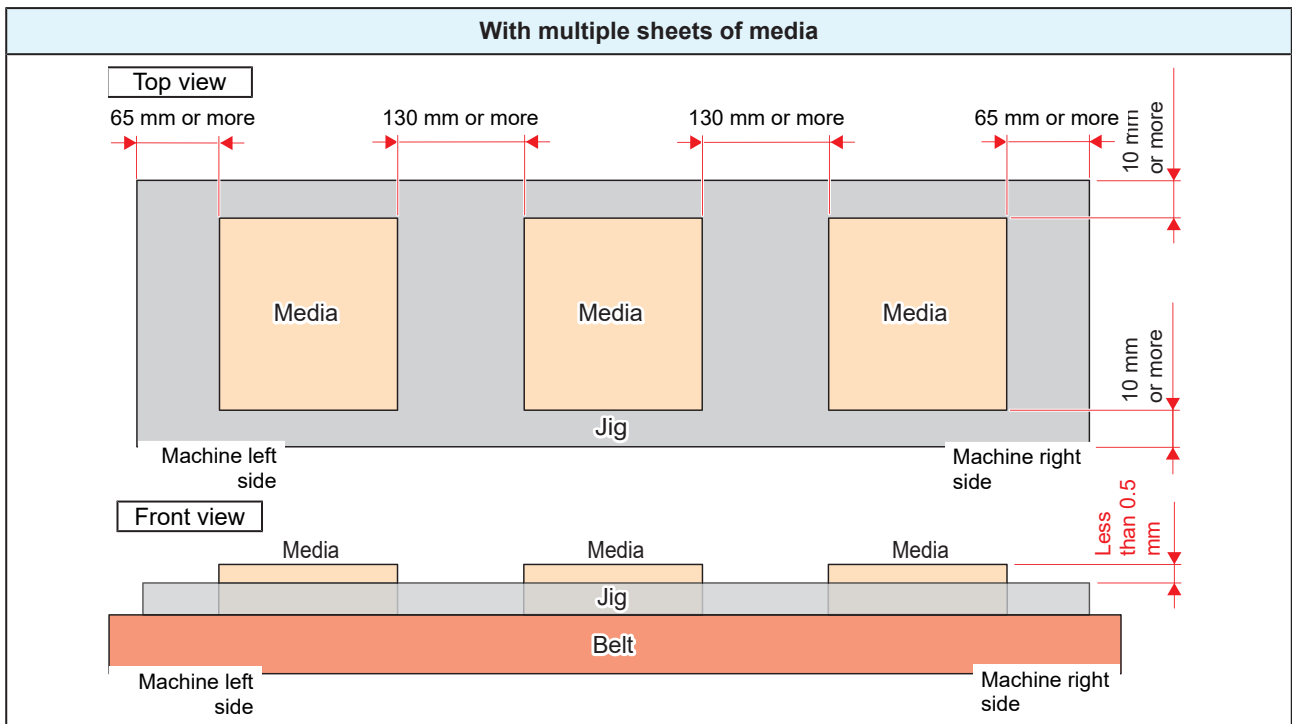 With multiple sheets of media
Top view
65 mm or more
130 mm or more
130 mm or more
65 mm or more
10 mm
or more
Media
Media
Media
10 mm
or more
Jig
Machine left
side
Machine right
side
Front view
Less
than 0.5
mm
Media
Media
Media
Jig
Belt
Machine left
side
Machine right
side